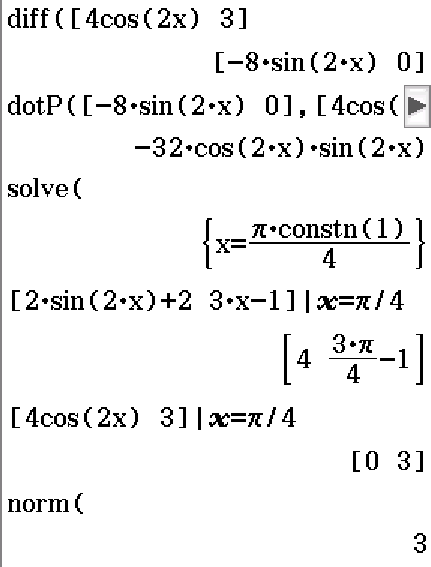 diff([4cos(2x) 3]
[-8·sin(2·x) 0]
dotP([-8·sin(2·x) 0],[4cos(
-32·cos(2·x)·sin(2·x)
solve(
{x=π·constn(1)/4}
[2·sin(2·x)+2 3·x-1]|x=π/4
[4 3·π/4-1]
[4cos(2x) 3]|x=π/4
[0 3]
norm(
3